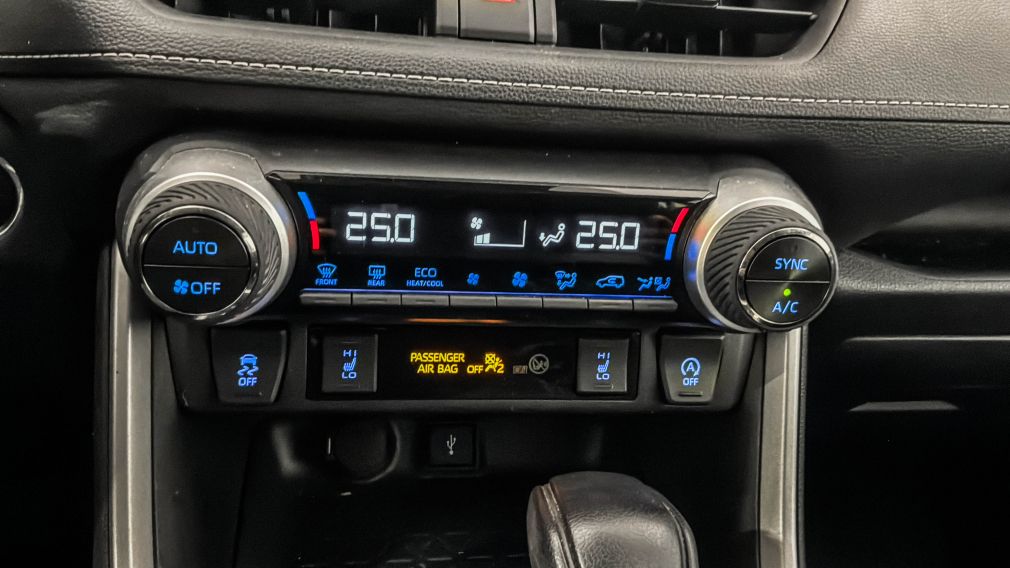 25.0 25.0
AUTO
OFF
FRONT REAR ECO
HEAT/COOL
SYNC
A/C
OFF
HI
LO
PASSENGER
AIR BAG OFF 2
HI
LO
A
OFF